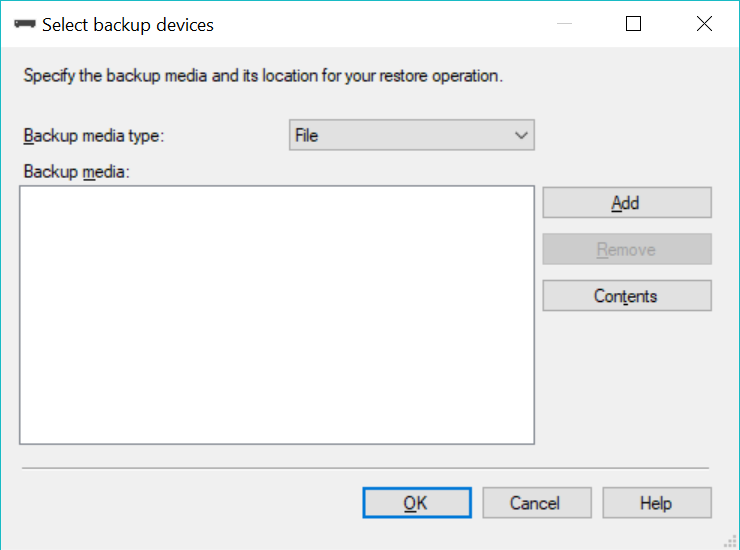 Select backup devices
Specify the backup media and its location for your restore operation.
Backup media type:
File
Backup media:
Add
Remove
Contents
OK
Cancel
Help